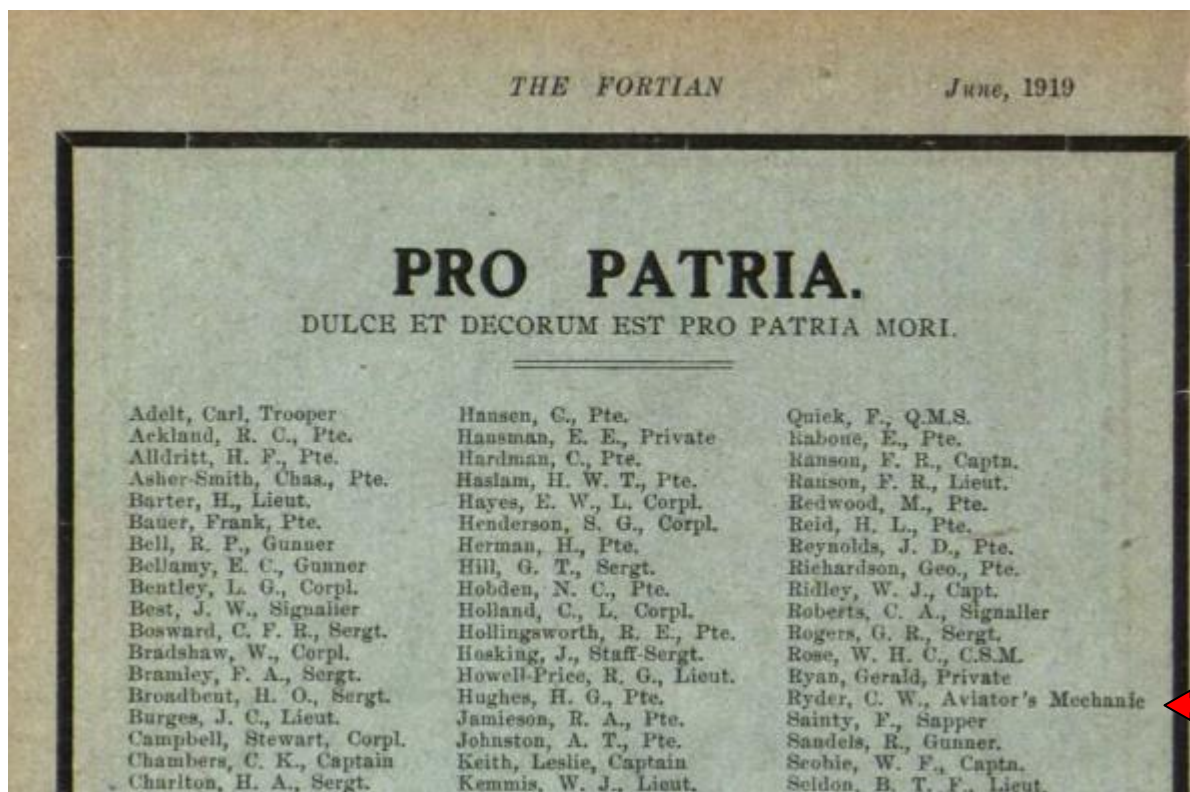 THE FORTIAN June, 1919
PRO PATRIA.
DULCE ET DECORUM EST PRO PATRIA MORI.
Adelt, Carl, Trooper
Ackland, R. C., Pte.
Alldritt, H. F., Pte.
Asher-Smith, Chas., Pte.
Barter, H., Lieut.
Bauer, Frank, Pte.
Bell, R. P., Gunner
Bellamy, E. C., Gunner
Bentley, L. G., Corpl.
Best, J. W., Signalier
Bosward, C. F. R., Sergt.
Bradshaw, W., Corpl.
Bramley, F. A., Sergt.
Broadbent, H. O., Sergt.
Burges, J. C., Lieut.
Campbell, Stewart, Corpl.
Chambers, C. K., Captain
Charlton, H. A., Sergt.
Hansen, C., Pte.
Hansman, E. E., Private
Hardman, C., Pte.
Haslam, H. W. T., Pte.
Hayes, E. W., L. Corpl.
Henderson, S. G., Corpl.
Herman, H., Pte.
Hill, G. T., Sergt.
Hobden, N. C., Pte.
Holland, C., L. Corpl.
Hollingsworth, R. E., Pte.
Hosking, J., Staff-Sergt.
Howell-Price, R. G., Lieut.
Hughes, H. G., Pte.
Jamieson, R. A., Pte.
Johnston, A. T., Pte.
Keith, Leslie, Captain
Kemmis, W. J., Lieut.
Quick, F., Q.M.S.
Rabone, E., Pte.
Ranson, F. R., Captn.
Ranson, F. R., Lieut.
Redwood, M., Pte.
Reid, H. L., Pte.
Reynolds, J. D., Pte.
Richardson, Geo., Pte.
Ridley, W. J., Capt.
Roberts, C. A., Signaller
Rogers, G. R., Sergt.
Rose, W. H. C., C.S.M.
Ryan, Gerald, Private
Ryder, C. W., Aviator's Mechanic
Sainty, F., Sapper
Sandels, R., Gunner.
Scobie, W. F., Captn.
Seldon, B. T. F., Lieut.